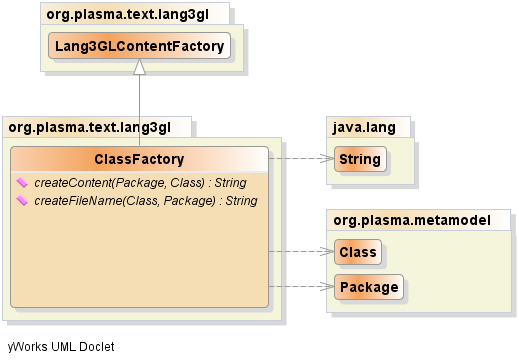 org.plasma.text.lang3gl
Lang3GLContentFactory
org.plasma.text.lang3gl
ClassFactory
createContent(Package, Class) : String
createFileName(Class, Package) : String
java.lang
String
org.plasma.metamodel
Class
Package
yWorks UML Doclet